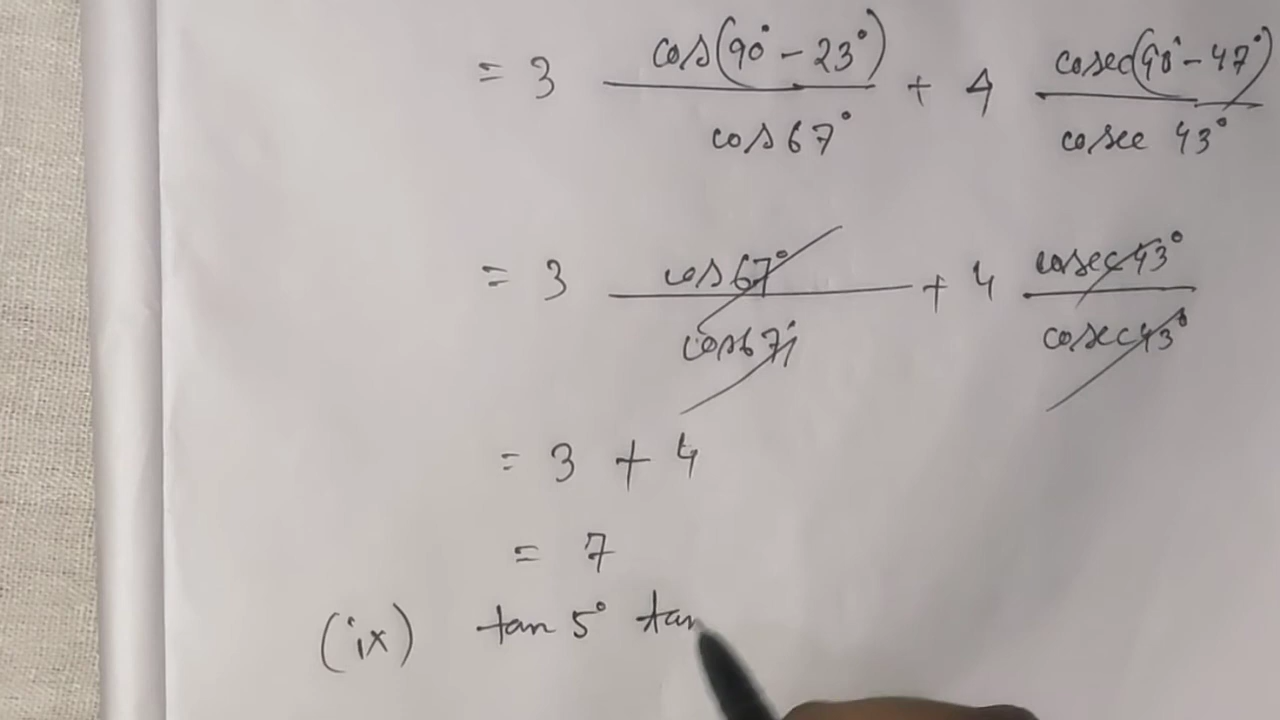 = 3 cos(90° - 23°) / cos 67° + 4 cosec(90° - 47°) / cosec 43°
= 3 cos 67° / cos 67° + 4 cosec 43° / cosec 43°
= 3 + 4
= 7
(ix) tan 5° tan